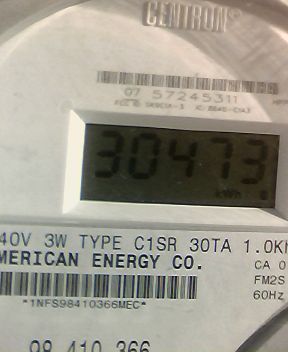 CENTRON®
07 57245311
30473
kWh
40V 3W TYPE C1SR 30TA 1.0K
MERICAN ENERGY CO.
CA 0
FM2S
60Hz
*1NFS98410366MEC*
98 410 366